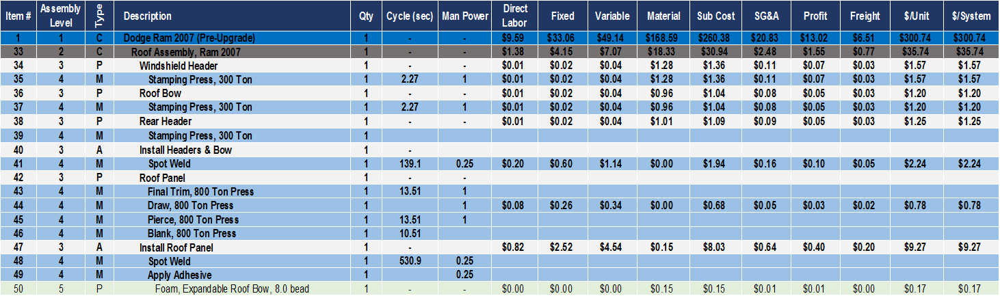 Item # Assembly Level Type Description Qty Cycle (sec) Man Power Direct Labor Fixed Variable Material Sub Cost SG&A Profit Freight $/Unit $/System
1 1 C Dodge Ram 2007 (Pre-Upgrade) 1 - - $9.59 $33.06 $49.14 $168.59 $260.38 $20.83 $13.02 $6.51 $300.74 $300.74
33 2 C Roof Assembly, Ram 2007 1 - - $1.38 $4.15 $7.07 $18.33 $30.94 $2.48 $1.55 $0.77 $35.74 $35.74
34 3 P Windshield Header 1 - - $0.01 $0.02 $0.04 $1.28 $1.36 $0.11 $0.07 $0.03 $1.57 $1.57
35 4 M Stamping Press, 300 Ton 1 2.27 1 $0.01 $0.02 $0.04 $1.28 $1.36 $0.11 $0.07 $0.03 $1.57 $1.57
36 3 P Roof Bow 1 - - $0.01 $0.02 $0.04 $0.96 $1.04 $0.08 $0.05 $0.03 $1.20 $1.20
37 4 M Stamping Press, 300 Ton 1 2.27 1 $0.01 $0.02 $0.04 $0.96 $1.04 $0.08 $0.05 $0.03 $1.20 $1.20
38 3 P Rear Header 1 - - $0.01 $0.02 $0.04 $1.01 $1.09 $0.09 $0.05 $0.03 $1.25 $1.25
39 4 M Stamping Press, 300 Ton 1
40 3 A Install Headers & Bow 1 -
41 4 M Spot Weld 1 139.1 0.25 $0.20 $0.60 $1.14 $0.00 $1.94 $0.16 $0.10 $0.05 $2.24 $2.24
42 3 P Roof Panel 1 - -
43 4 M Final Trim, 800 Ton Press 1 13.51 1
44 4 M Draw, 800 Ton Press 1 1 $0.08 $0.26 $0.34 $0.00 $0.68 $0.05 $0.03 $0.02 $0.78 $0.78
45 4 M Pierce, 800 Ton Press 1 13.51 1
46 4 M Blank, 800 Ton Press 1 10.51
47 3 A Install Roof Panel 1 - $0.82 $2.52 $4.54 $0.15 $8.03 $0.64 $0.40 $0.20 $9.27 $9.27
48 4 M Spot Weld 1 530.9 0.25
49 4 M Apply Adhesive 0.25
50 5 P Foam, Expandable Roof Bow, 8.0 bead 1 - - $0.00 $0.00 $0.00 $0.15 $0.15 $0.01 $0.01 $0.00 $0.17 $0.17